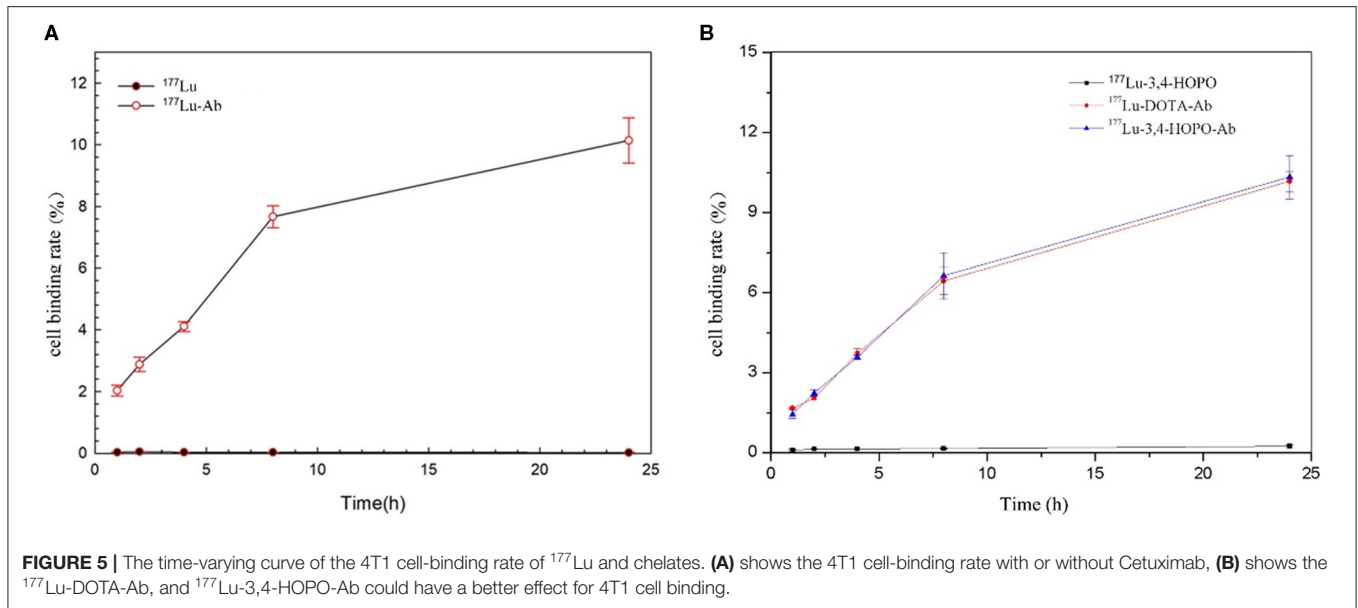 A
12
10
8
6
4
2
0
0 5 10 15 20 25
cell binding rate (%)
Time(h)
¹⁷⁷Lu
¹⁷⁷Lu-Ab
B
15
12
9
6
3
0
0 5 10 15 20 25
cell binding rate (%)
Time (h)
¹⁷⁷Lu-3,4-HOPO
¹⁷⁷Lu-DOTA-Ab
¹⁷⁷Lu-3,4-HOPO-Ab
FIGURE 5 | The time-varying curve of the 4T1 cell-binding rate of ¹⁷⁷Lu and chelates. (A) shows the 4T1 cell-binding rate with or without Cetuximab, (B) shows the
¹⁷⁷Lu-DOTA-Ab, and ¹⁷⁷Lu-3,4-HOPO-Ab could have a better effect for 4T1 cell binding.